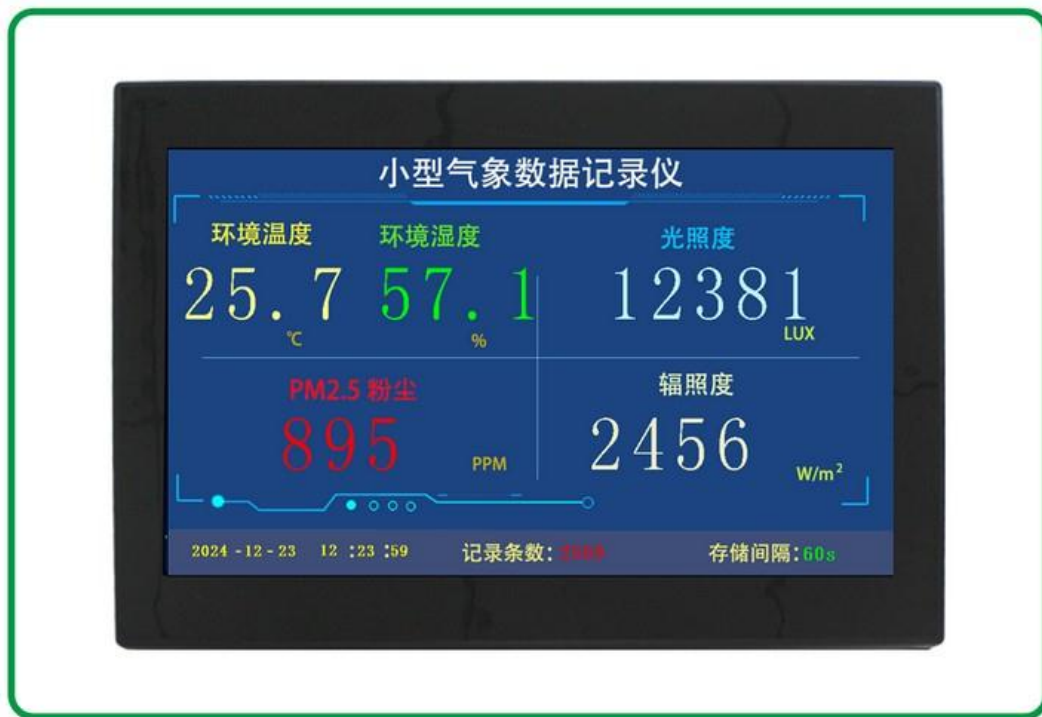 小型气象数据记录仪
环境温度 环境湿度 光照度
25.7 57.1 12381
℃ % LUX
PM2.5 粉尘 辐照度
895 2456
PPM W/m²
2024-12-23 12:23:59 记录条数: 存储间隔:60s